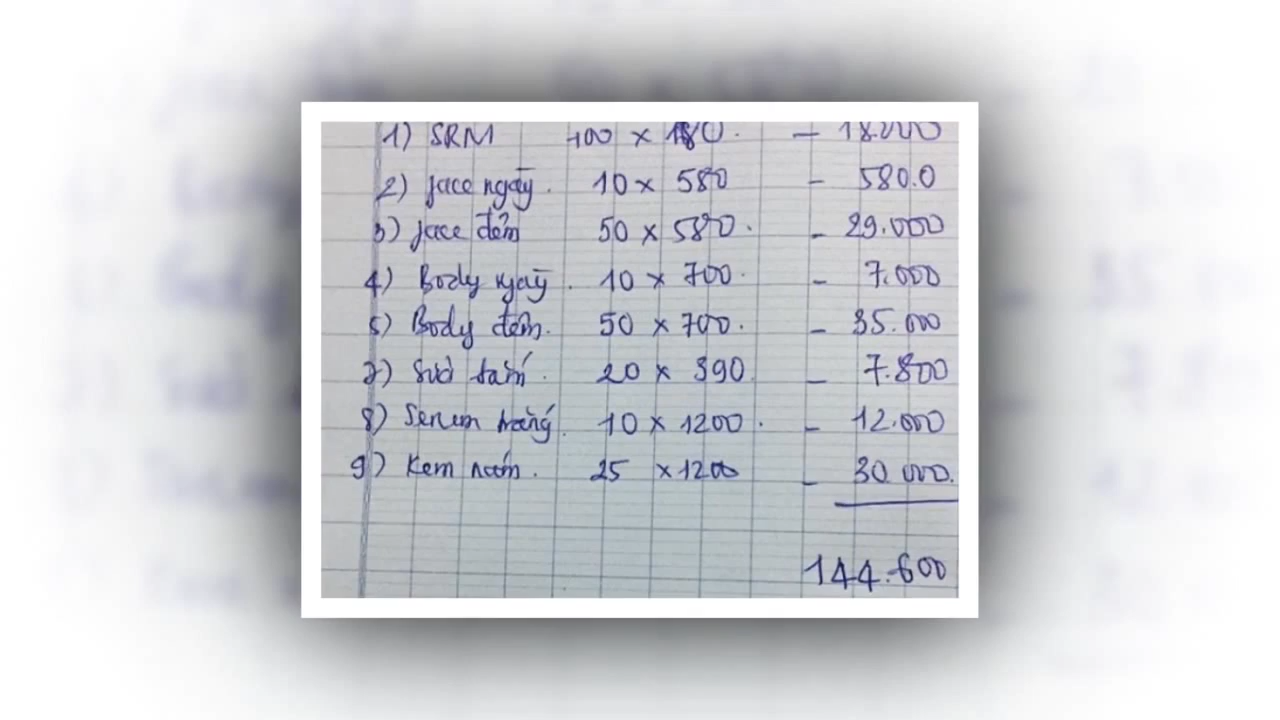 1) SRM 100 x 180. - 18.000
2) face ngày. 10 x 580 - 580.0
3) face đêm 50 x 580. - 29.000
4) Body ngày. 10 x 700. - 7.000
5) Body đêm. 50 x 700. - 35.000
7) Sữa tắm. 20 x 390 - 7.800
8) Serum trắng. 10 x 1200. - 12.000
9) Kem nám. 25 x 1200 - 30.000.
144.600